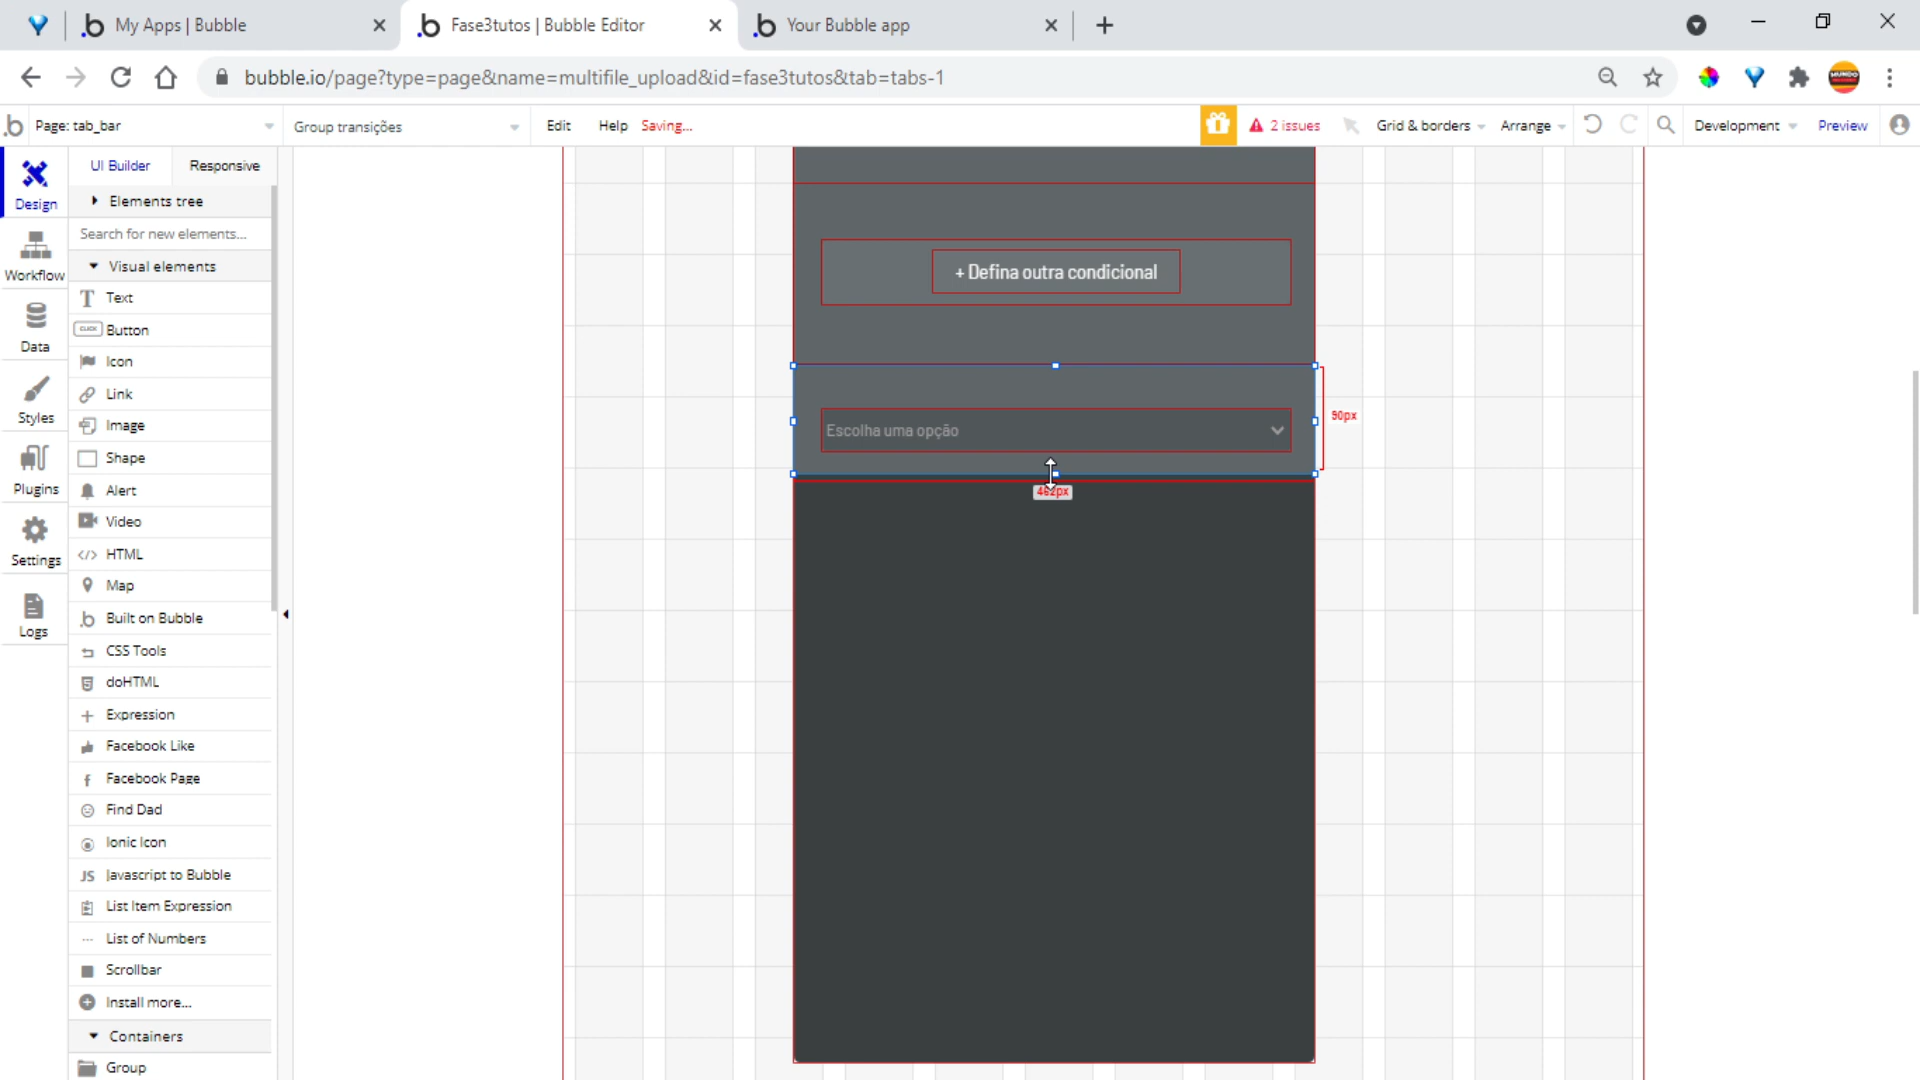 My Apps | Bubble
Fase3tutos | Bubble Editor
Your Bubble app
bubble.io/page?type=page&name=multifile_upload&id=fase3tutos&tab=tabs-1
Page: tab_bar
Group transições
Edit
Help
Saving...
2 issues
Grid & borders
Arrange
Development
Preview
Design
Workflow
Data
Styles
Plugins
Settings
Logs
UI Builder
Responsive
Elements tree
Search for new elements...
Visual elements
Text
CLICK
Button
Icon
Link
Image
Shape
Alert
Video
</> HTML
Map
Built on Bubble
CSS Tools
doHTML
Expression
Facebook Like
Facebook Page
Find Dad
Ionic Icon
JS Javascript to Bubble
List Item Expression
List of Numbers
Scrollbar
Install more...
Containers
Group
+ Defina outra condicional
Escolha uma opção
90px